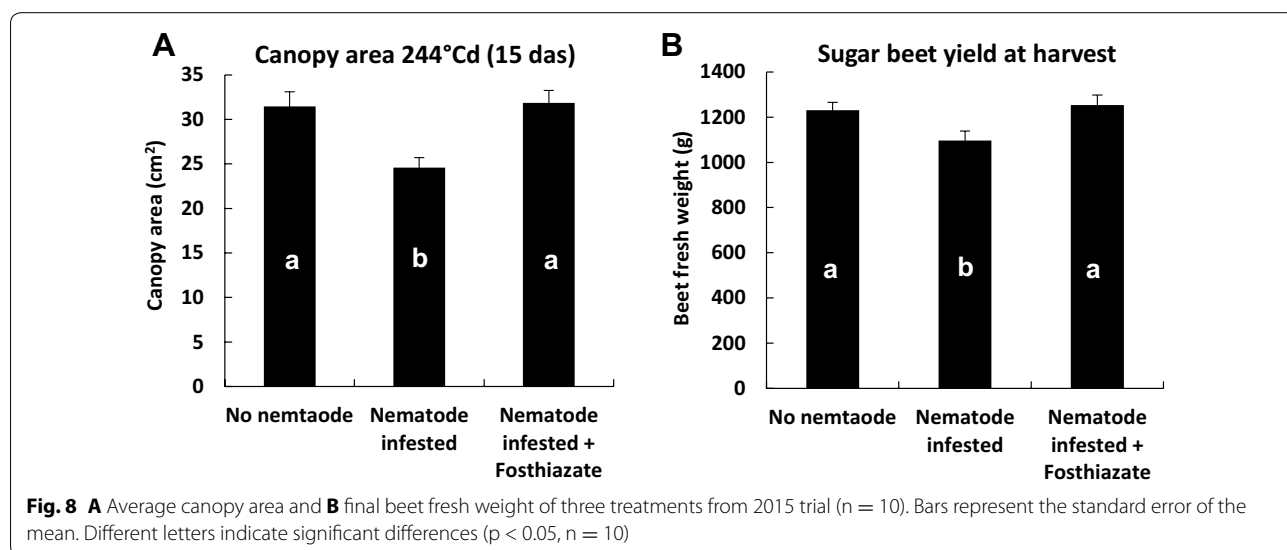 A
Canopy area 244°Cd (15 das)
35
30
25
20
15
10
5
0
Canopy area (cm²)
a
b
a
No nemtaode
Nematode
infested
Nematode
infested +
Fosthiazate
B
Sugar beet yield at harvest
1400
1200
1000
800
600
400
200
0
Beet fresh weight (g)
a
b
a
No nemtaode
Nematode
infested
Nematode
infested +
Fosthiazate
Fig. 8 A Average canopy area and B final beet fresh weight of three treatments from 2015 trial (n = 10). Bars represent the standard error of the
mean. Different letters indicate significant differences (p < 0.05, n = 10)